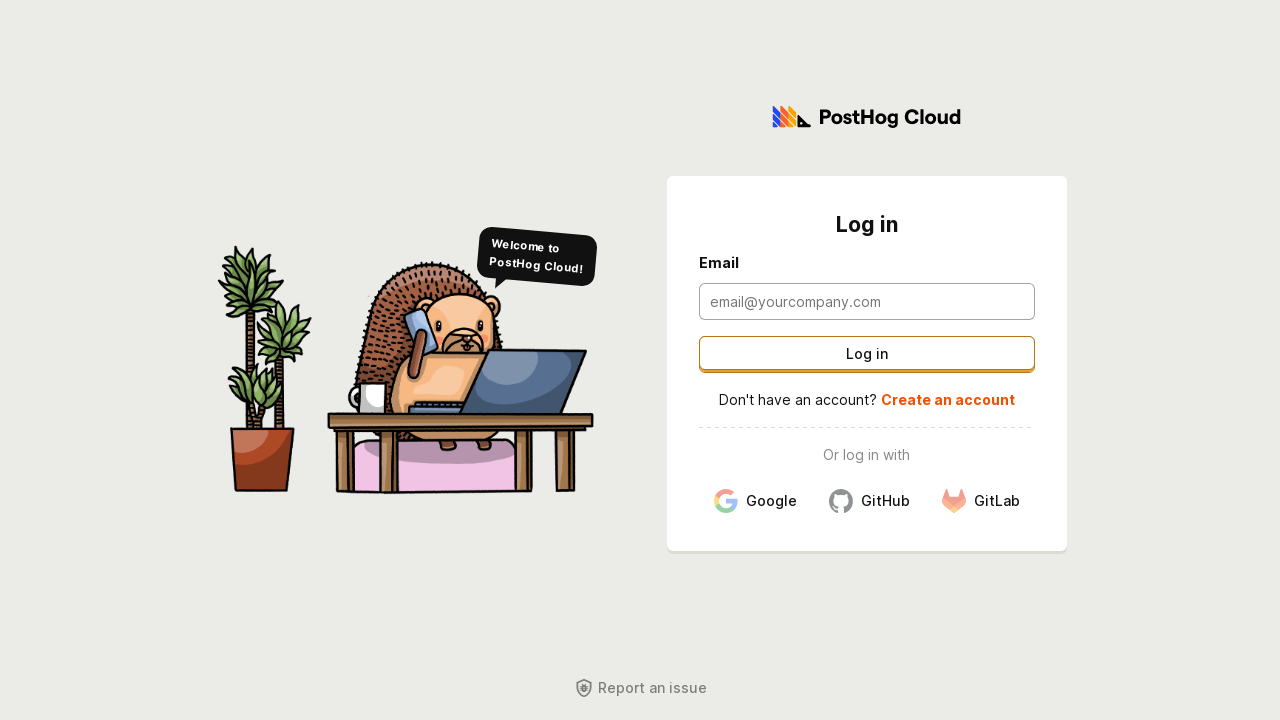 PostHog Cloud
Welcome to
PostHog Cloud!
Log in
Email
email@yourcompany.com
Log in
Don't have an account? Create an account
Or log in with
Google GitHub GitLab
Report an issue